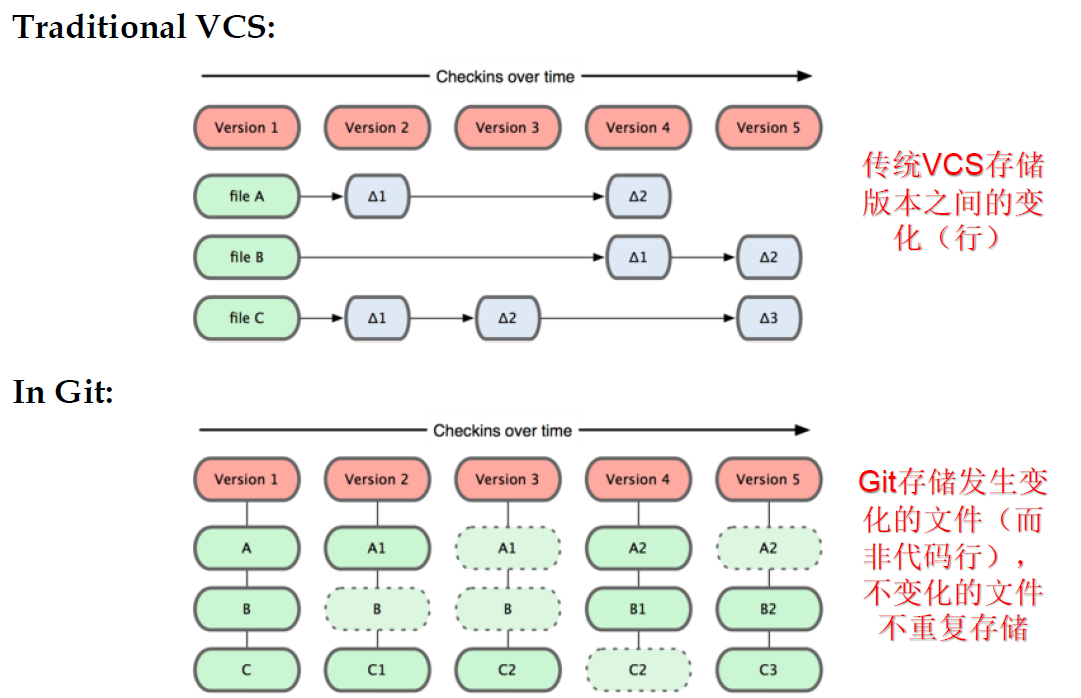 Traditional VCS:
Checkins over time
Version 1 Version 2 Version 3 Version 4 Version 5
file A Δ1 Δ2
file B Δ1 Δ2
file C Δ1 Δ2 Δ3
传统VCS存储
版本之间的变
化（行）
In Git:
Checkins over time
Version 1 Version 2 Version 3 Version 4 Version 5
A A1 A1 A2 A2
B B B B1 B2
C C1 C2 C2 C3
Git存储发生变
化的文件（而
非代码行），
不变化的文件
不重复存储